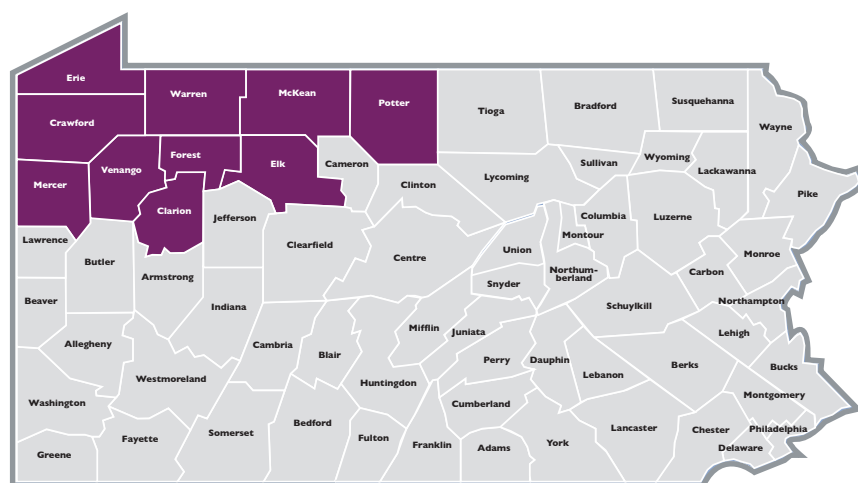 Erie
Warren
McKean
Potter
Crawford
Tioga
Bradford
Susquehanna
Wayne
Venango
Forest
Elk
Cameron
Mercer
Clarion
Jefferson
Clinton
Lycoming
Sullivan
Wyoming
Lackawanna
Pike
Lawrence
Butler
Armstrong
Clearfield
Centre
Union
Columbia
Montour
Luzerne
Monroe
Beaver
Indiana
Snyder
Northum-
berland
Schuylkill
Carbon
Northampton
Allegheny
Westmoreland
Cambria
Blair
Huntingdon
Mifflin
Juniata
Perry
Dauphin
Lebanon
Berks
Lehigh
Bucks
Montgomery
Washington
Greene
Fayette
Somerset
Bedford
Fulton
Franklin
Cumberland
Adams
York
Lancaster
Chester
Delaware
Philadelphia